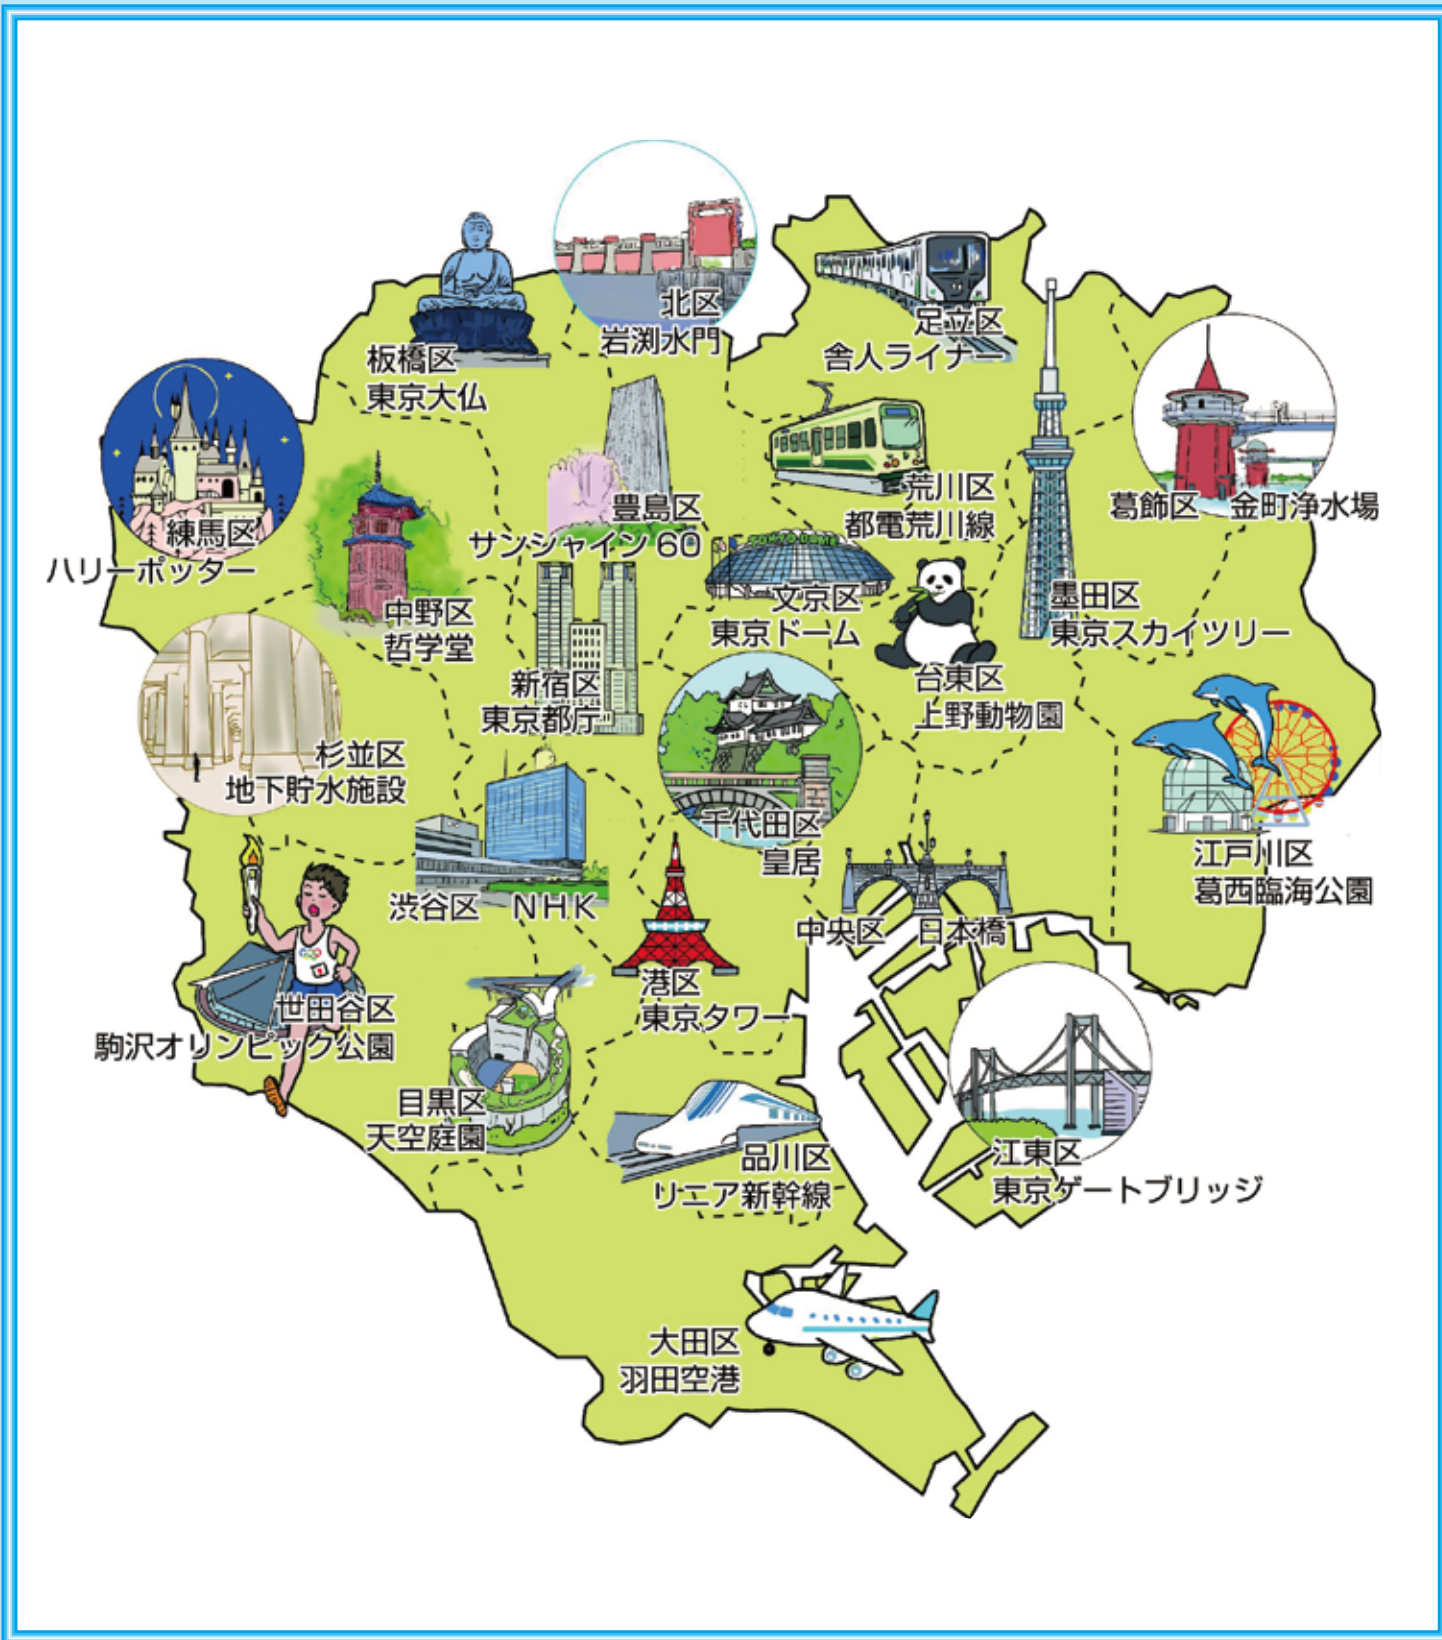 北区
岩渕水門
足立区
舎人ライナー
板橋区
東京大仏
豊島区
サンシャイン60
荒川区
都電荒川線
葛飾区 金町浄水場
練馬区
ハリーポッター
中野区
哲学堂
TOKYO DOME
文京区
東京ドーム
墨田区
東京スカイツリー
新宿区
東京都庁
台東区
上野動物園
杉並区
地下貯水施設
千代田区
皇居
江戸川区
葛西臨海公園
渋谷区 NHK
中央区 日本橋
港区
東京タワー
世田谷区
駒沢オリンピック公園
目黒区
天空庭園
品川区
リニア新幹線
江東区
東京ゲートブリッジ
大田区
羽田空港